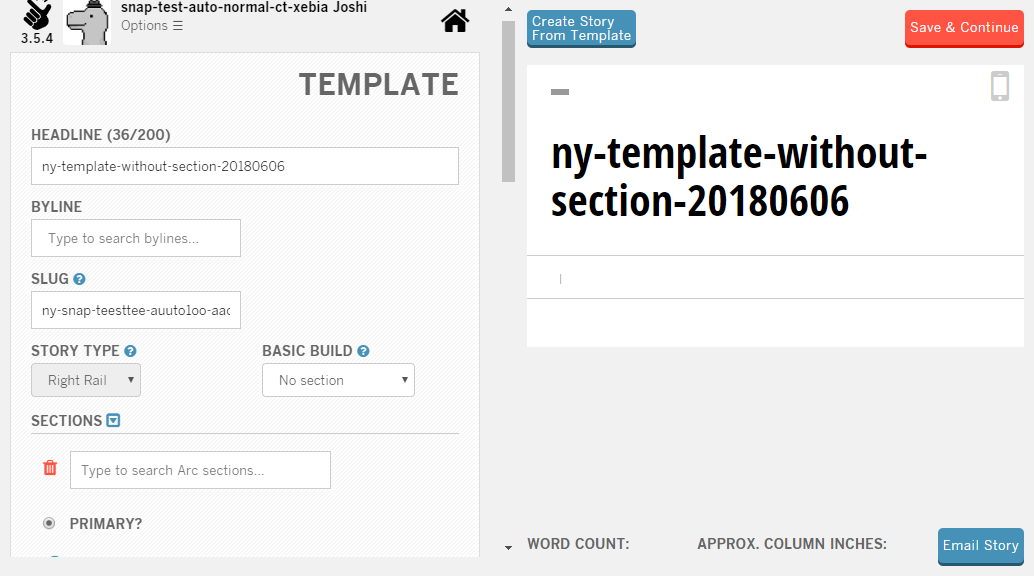 snap-test-auto-normal-ct-xebia Joshi
Options ☰
3.5.4
TEMPLATE
HEADLINE (36/200)
ny-template-without-section-20180606
BYLINE
Type to search bylines...
SLUG ?
ny-snap-teesttee-auuto1oo-aac
STORY TYPE ?
BASIC BUILD ?
Right Rail
No section
SECTIONS
Type to search Arc sections...
PRIMARY?
Create Story
From Template
Save & Continue
ny-template-without-
section-20180606
WORD COUNT:
APPROX. COLUMN INCHES:
Email Story